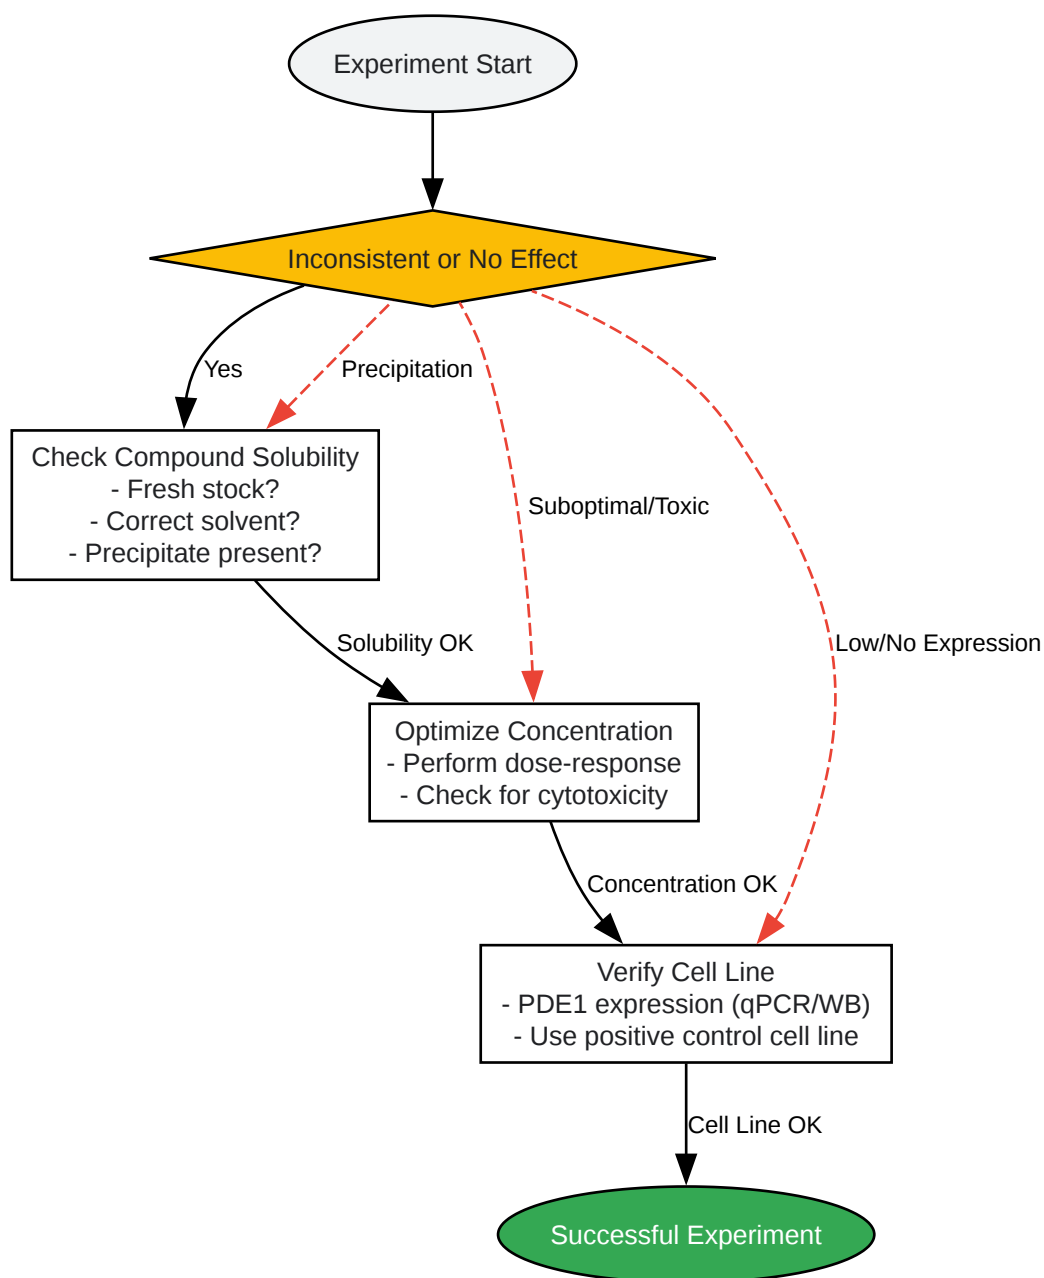 Experiment Start
Inconsistent or No Effect
Yes
Precipitation
Check Compound Solubility
- Fresh stock?
- Correct solvent?
- Precipitate present?
Suboptimal/Toxic
Solubility OK
Low/No Expression
Optimize Concentration
- Perform dose-response
- Check for cytotoxicity
Concentration OK
Verify Cell Line
- PDE1 expression (qPCR/WB)
- Use positive control cell line
Cell Line OK
Successful Experiment